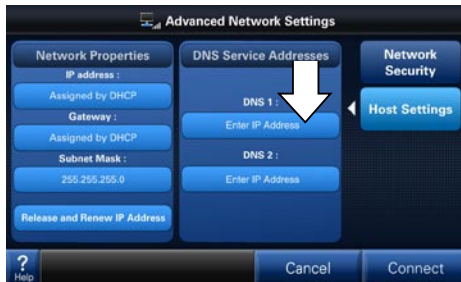 Advanced Network Settings
Network Properties
IP address :
Assigned by DHCP
Gateway :
Assigned by DHCP
Subnet Mask :
255.255.255.0
Release and Renew IP Address
DNS Service Addresses
DNS 1 :
Enter IP Address
DNS 2 :
Enter IP Address
Network
Security
Host Settings
?
Help
Cancel
Connect